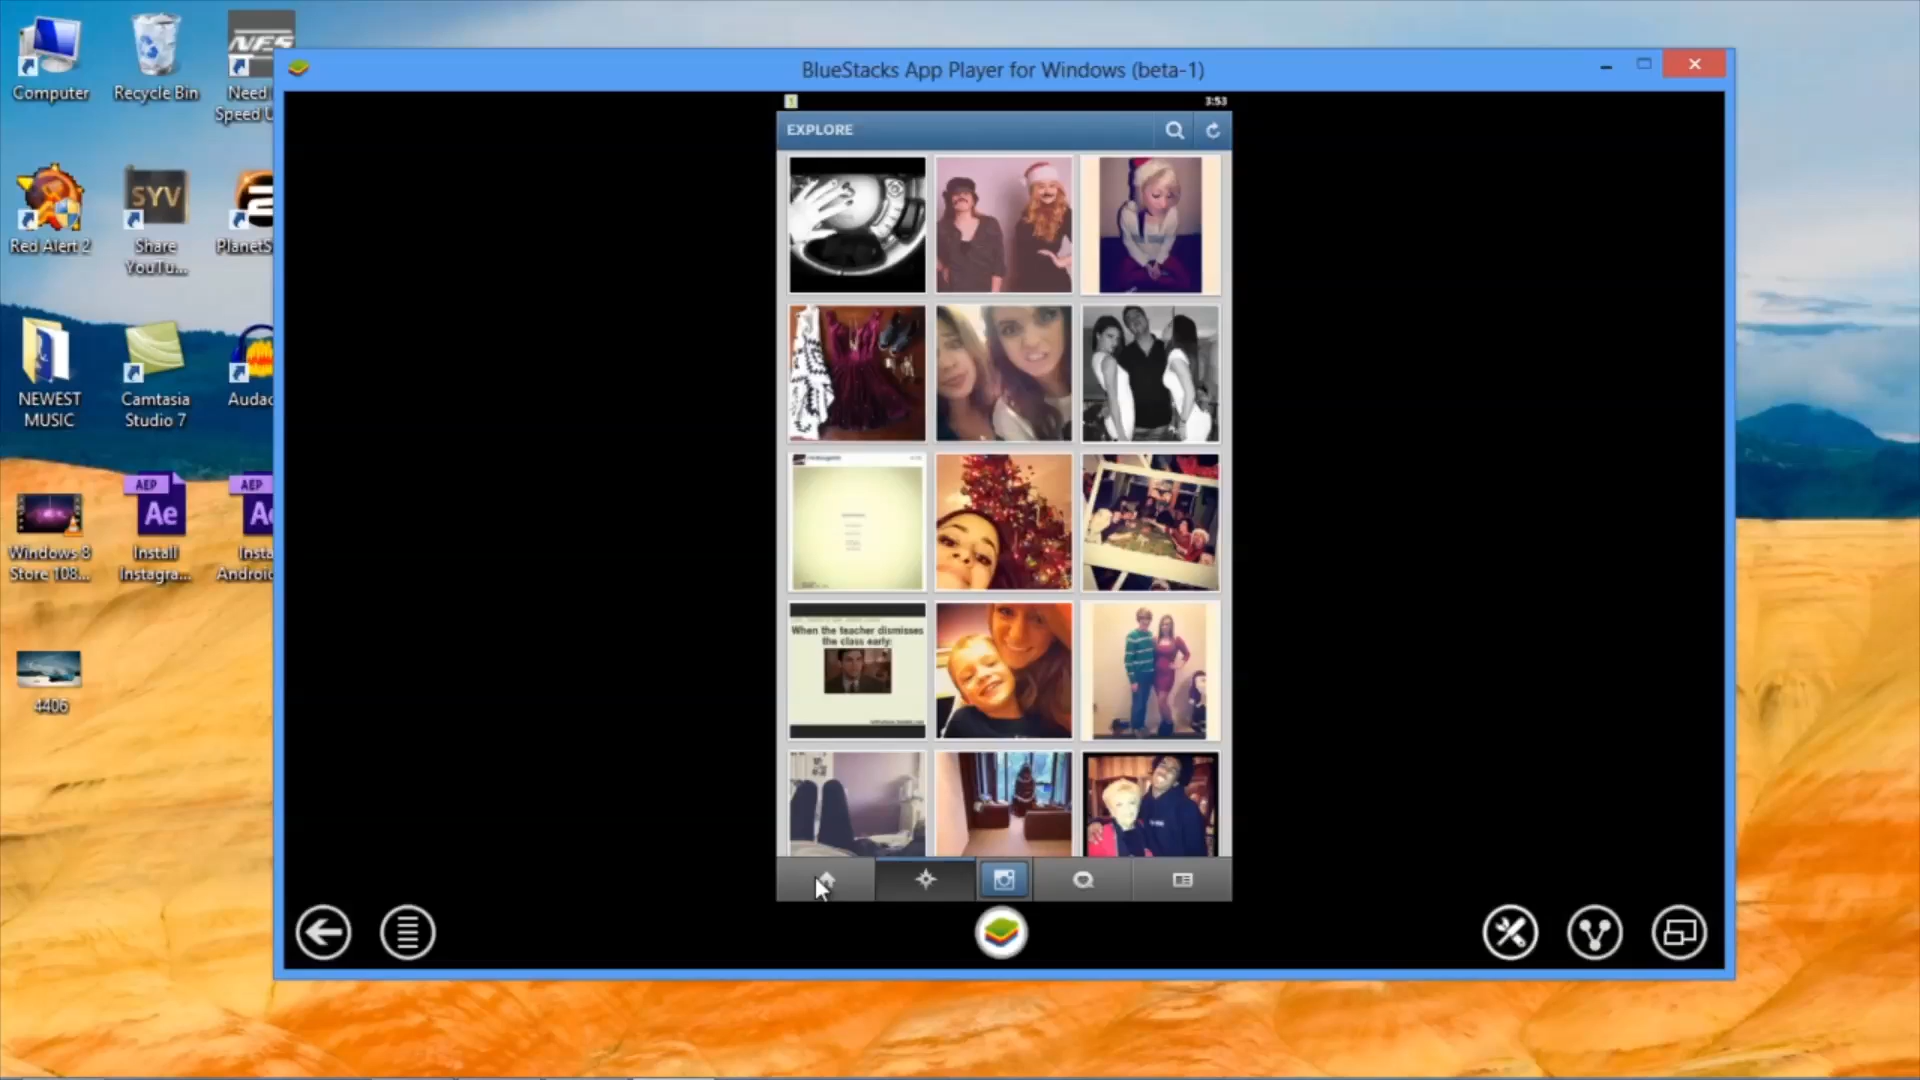 BlueStacks App Player for Windows (beta-1)
3:53
EXPLORE
Computer
Recycle Bin
NFS
Need
Speed U
Red Alert 2
SYV
Share
YouTu...
PlanetS
NEWEST
MUSIC
Camtasia
Studio 7
Audac
AEP
Ae
AEP
Windows 8
Store 108...
Install
Instagra...
Insta
Android
4406
When the teacher dismisses
the class early: